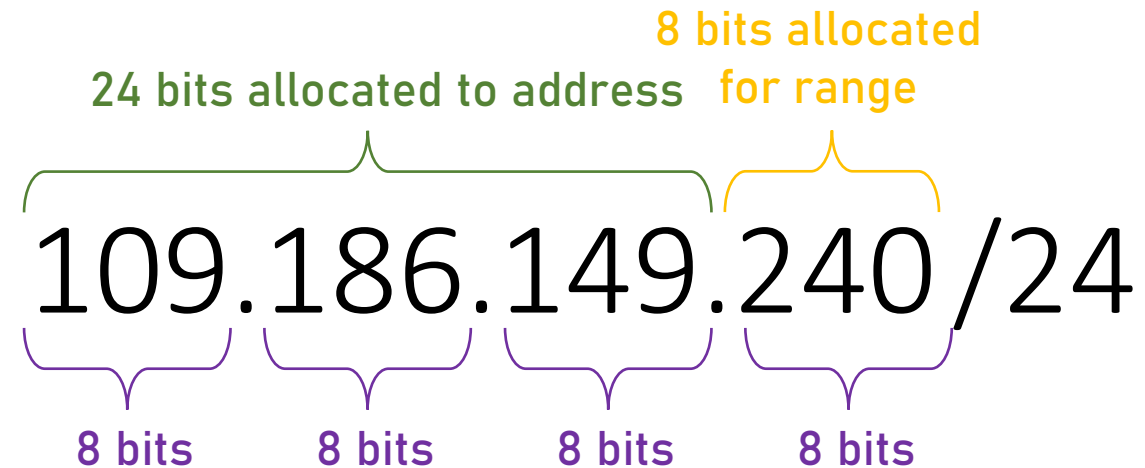 8 bits allocated
for range
24 bits allocated to address
109.186.149.240/24
8 bits 8 bits 8 bits 8 bits